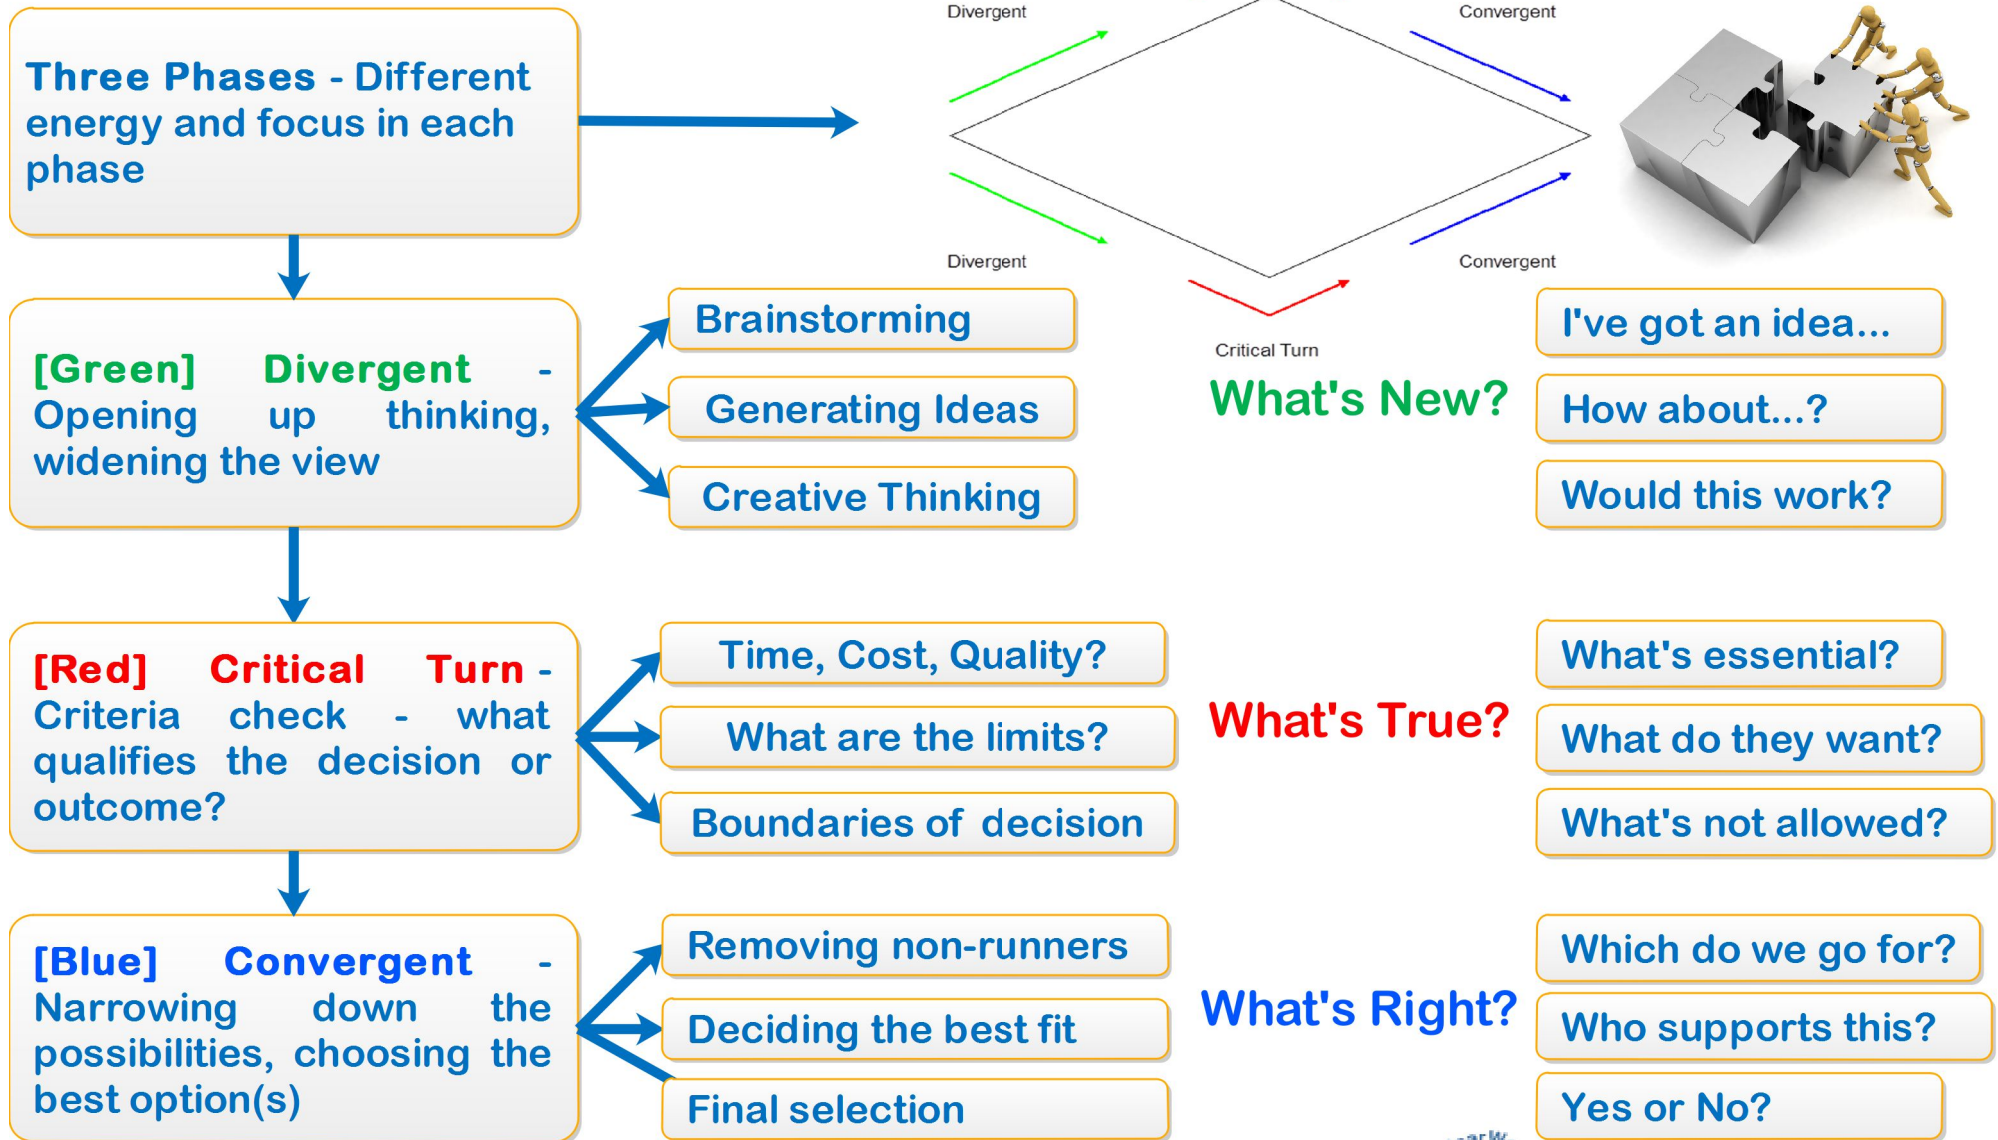 Three Phases - Different
energy and focus in each
phase
Divergent
Convergent
Divergent
Convergent
Critical Turn
[Green] Divergent -
Opening up thinking,
widening the view
Brainstorming
Generating Ideas
Creative Thinking
What's New?
I've got an idea...
How about...?
Would this work?
[Red] Critical Turn -
Criteria check - what
qualifies the decision or
outcome?
Time, Cost, Quality?
What are the limits?
Boundaries of decision
What's True?
What's essential?
What do they want?
What's not allowed?
[Blue] Convergent -
Narrowing down the
possibilities, choosing the
best option(s)
Removing non-runners
Deciding the best fit
Final selection
What's Right?
Which do we go for?
Who supports this?
Yes or No?